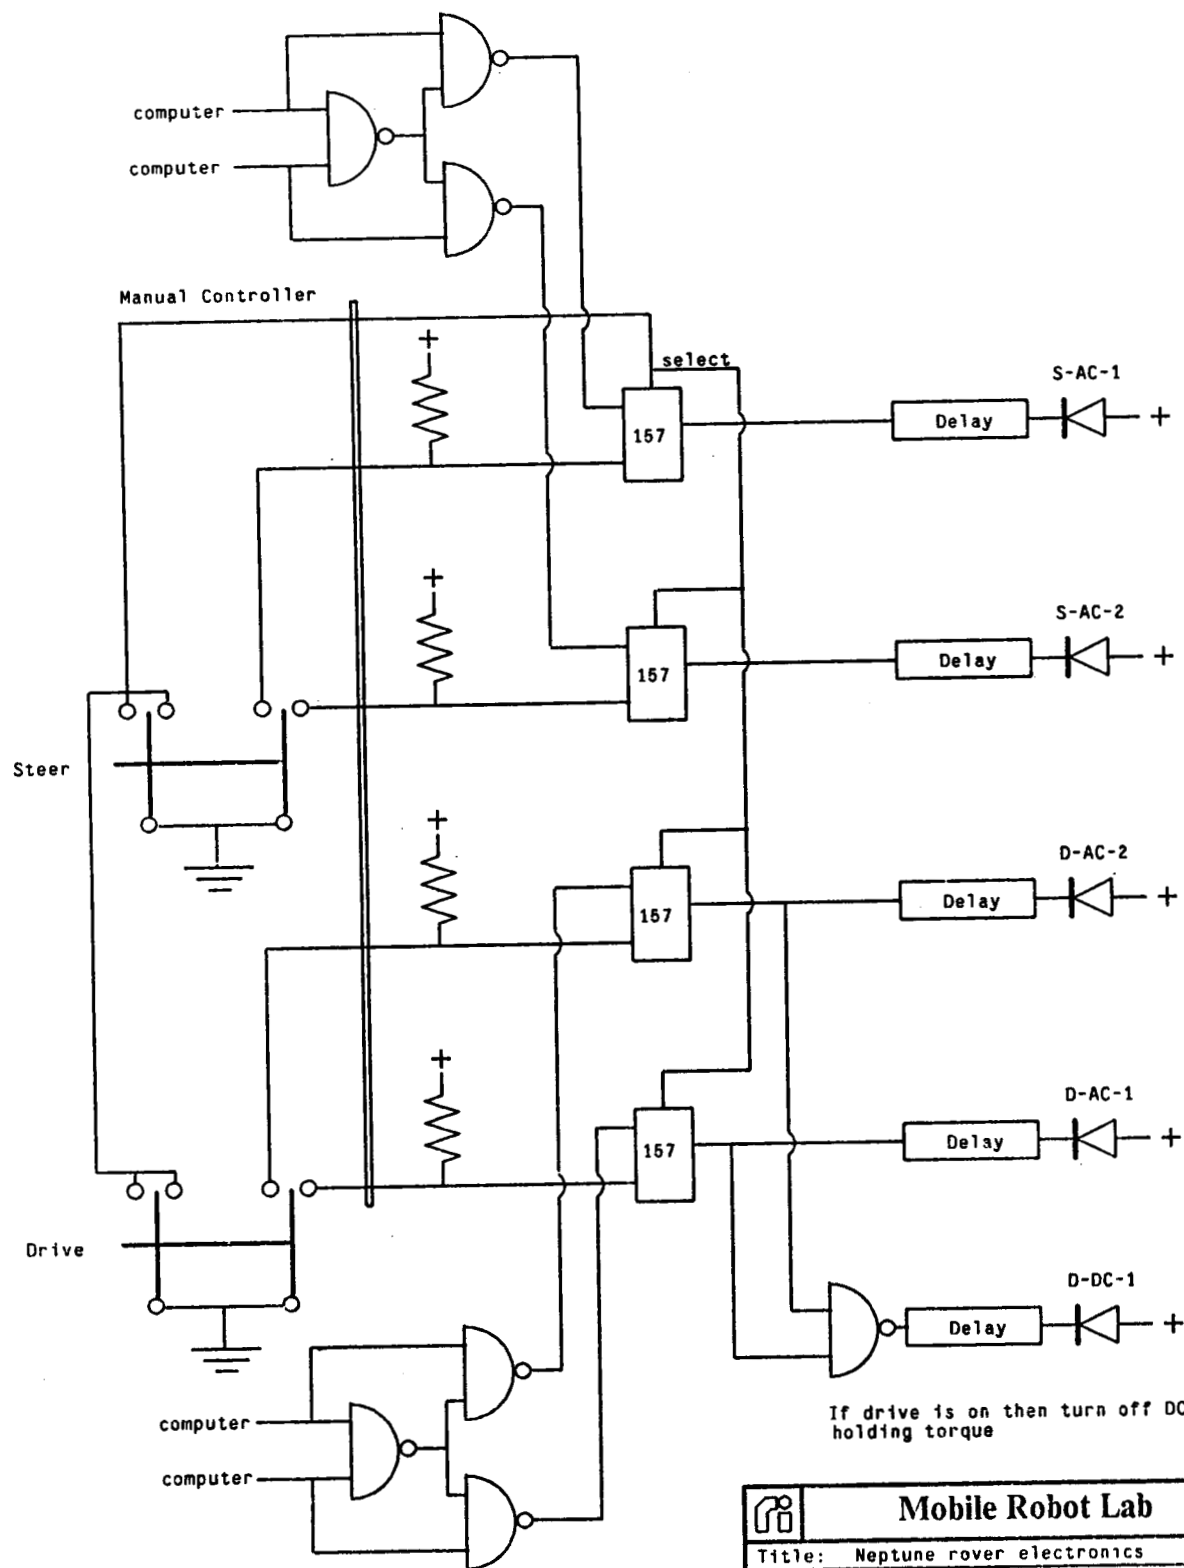 computer
computer
Manual Controller
+
select
S-AC-1
157
Delay
+
+
S-AC-2
157
Delay
+
Steer
+
D-AC-2
157
Delay
+
+
D-AC-1
157
Delay
+
Drive
D-DC-1
Delay
+
If drive is on then turn off DC
holding torque
computer
computer
Mobile Robot Lab
Title: Neptune rover electronics